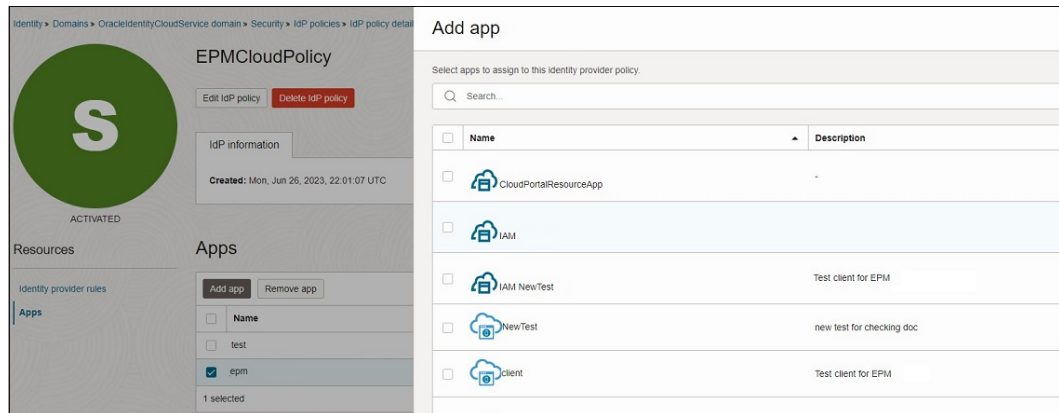 Identity » Domains » OracleIdentityCloudService domain » Security » IdP policies » IdP policy detail
S
ACTIVATED
EPMCloudPolicy
Edit IdP policy
Delete IdP policy
IdP information
Created: Mon, Jun 26, 2023, 22:01:07 UTC
Resources
Identity provider rules
Apps
Apps
Add app
Remove app
Name
test
epm
1 selected
Add app
Select apps to assign to this identity provider policy.
Search...
Name Description
CloudPortalResourceApp -
IAM
IAM NewTest Test client for EPM
NewTest new test for checking doc
client Test client for EPM